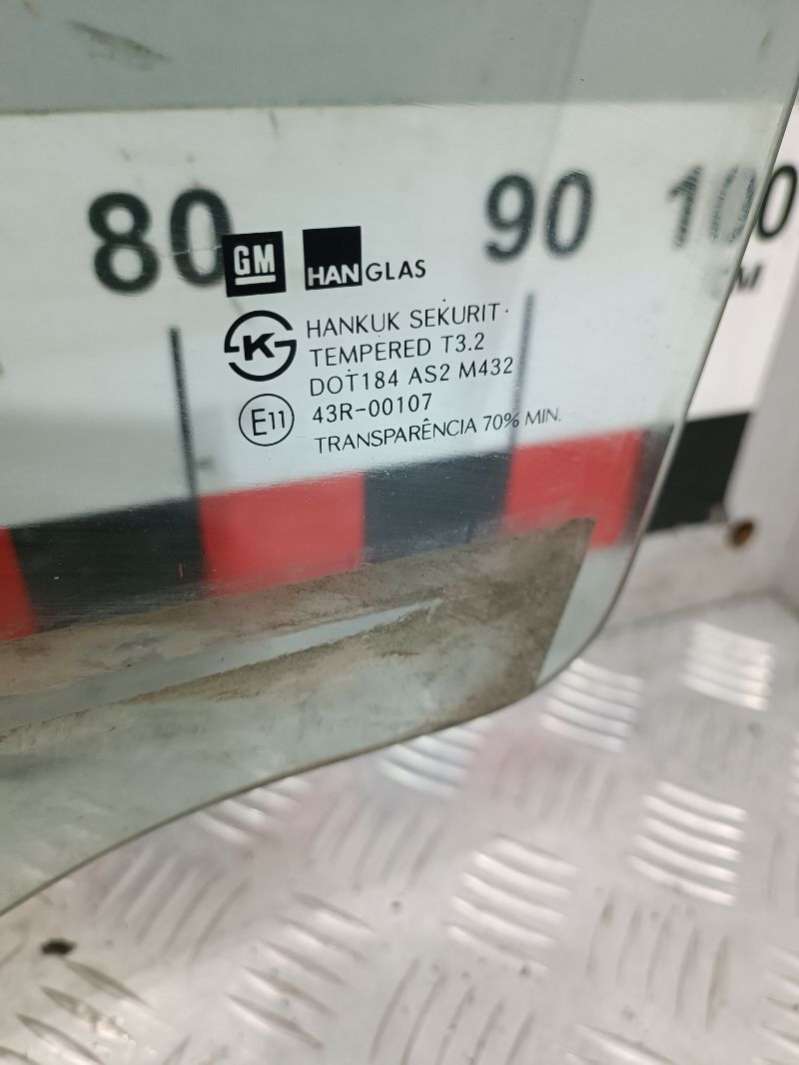 80 90 100
CM
GM HANGLAS
K HANKUK SEKURIT
TEMPERED T3.2
DOT184 AS2 M432
E11 43R-00107
TRANSPARÊNCIA 70% MIN.